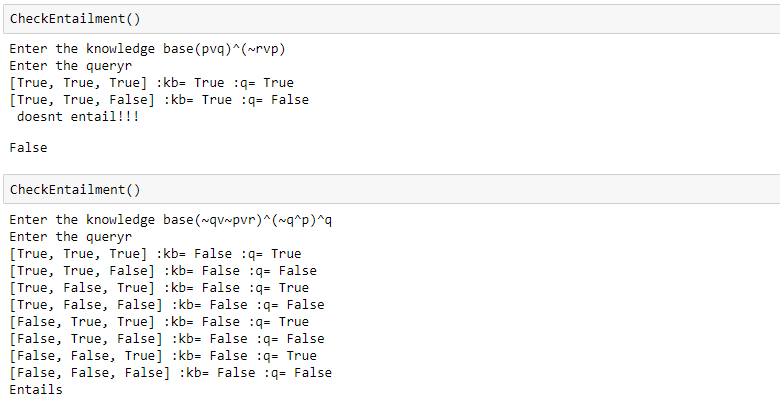 CheckEntailment()
Enter the knowledge base(pvq)^(~rvp)
Enter the queryr
[True, True, True] :kb= True :q= True
[True, True, False] :kb= True :q= False
doesnt entail!!!
False
CheckEntailment()
Enter the knowledge base(~qv~pvr)^(~q^p)^q
Enter the queryr
[True, True, True] :kb= False :q= True
[True, True, False] :kb= False :q= False
[True, False, True] :kb= False :q= True
[True, False, False] :kb= False :q= False
[False, True, True] :kb= False :q= True
[False, True, False] :kb= False :q= False
[False, False, True] :kb= False :q= True
[False, False, False] :kb= False :q= False
Entails